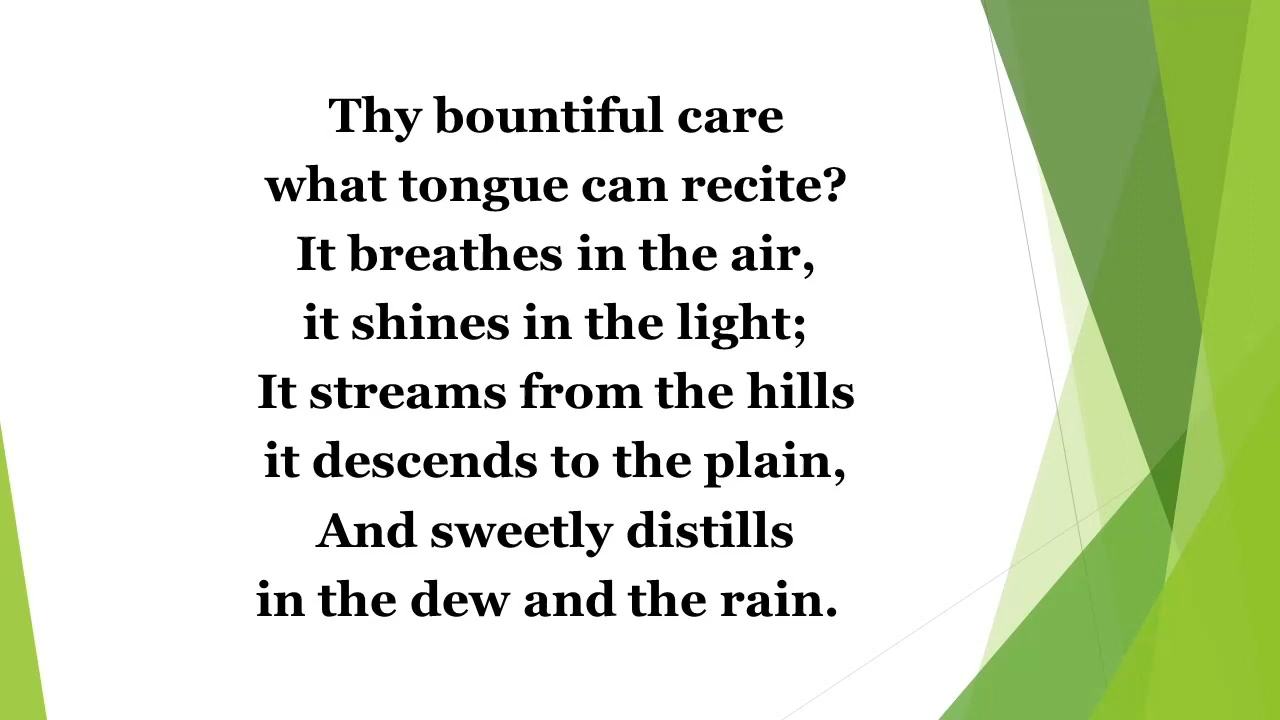 Thy bountiful care
what tongue can recite?
It breathes in the air,
it shines in the light;
It streams from the hills
it descends to the plain,
And sweetly distills
in the dew and the rain.